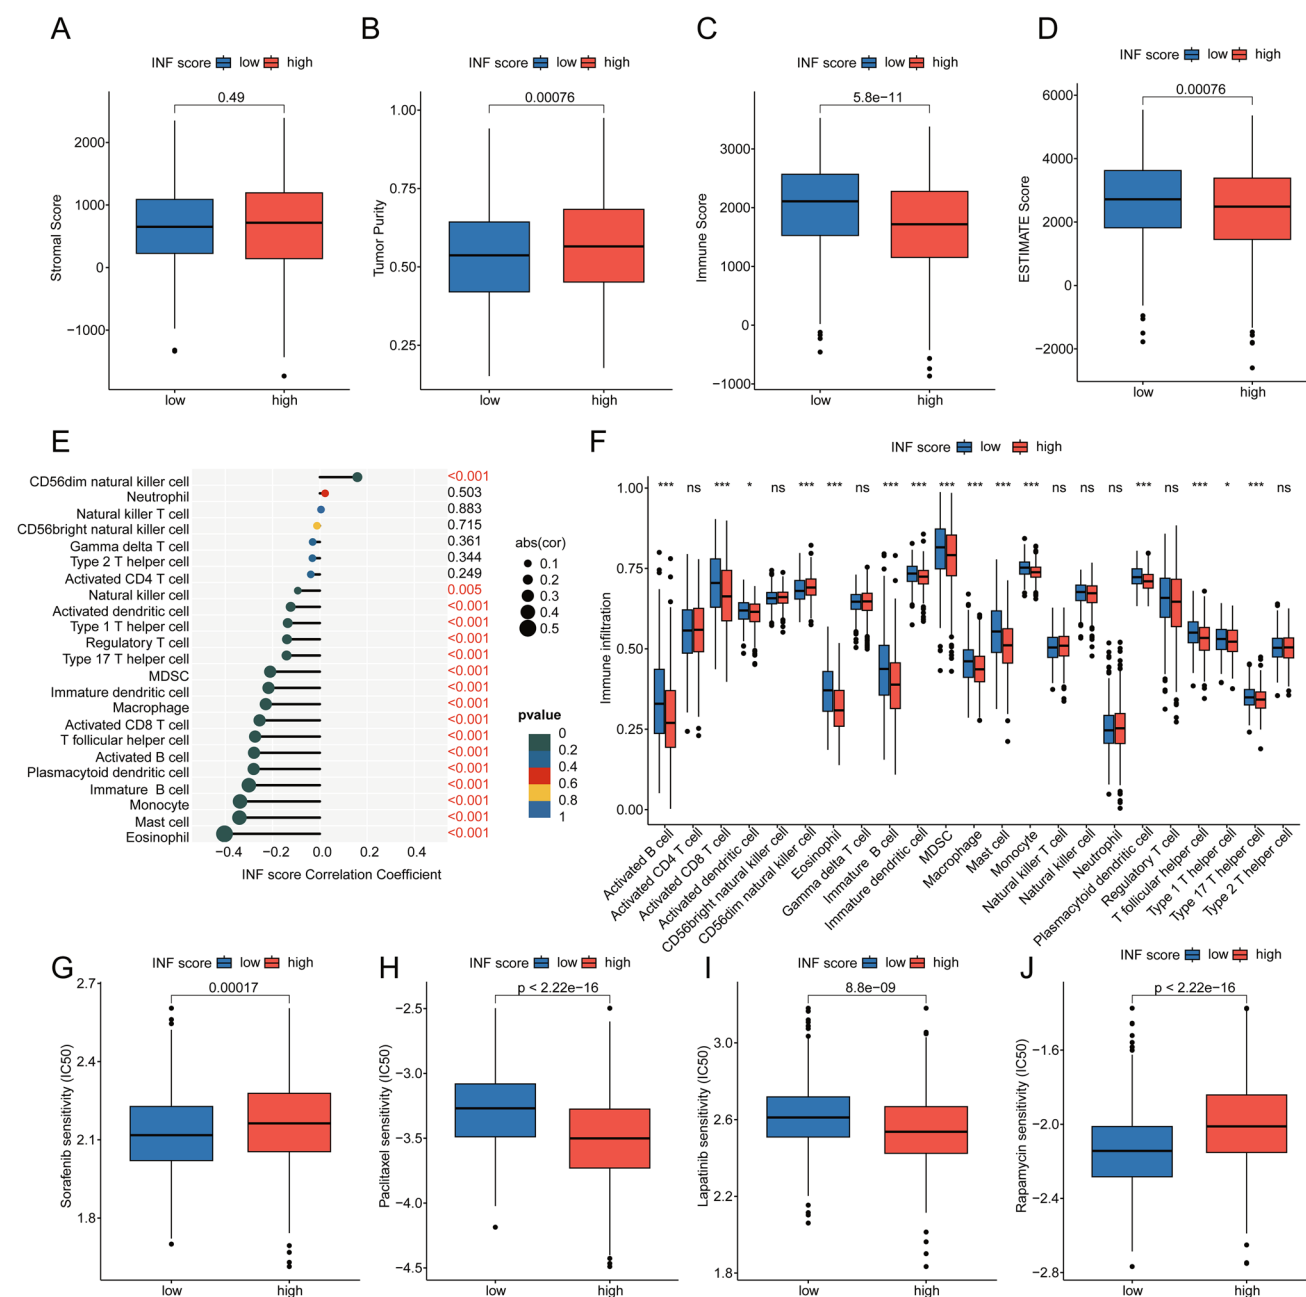 A
INF score low high
0.49
Stromal Score
2000
1000
0
−1000
low high
B
INF score low high
0.00076
Tumor Purity
1.00
0.75
0.50
0.25
low high
C
INF score low high
5.8e−11
Immune Score
3000
2000
1000
0
−1000
low high
D
INF score low high
0.00076
ESTIMATE Score
6000
4000
2000
0
−2000
low high
E
CD56dim natural killer cell <0.001
Neutrophil 0.503
Natural killer T cell 0.883
CD56bright natural killer cell 0.715
Gamma delta T cell 0.361
Type 2 T helper cell 0.344
Activated CD4 T cell 0.249
Natural killer cell 0.005
Activated dendritic cell <0.001
Type 1 T helper cell <0.001
Regulatory T cell <0.001
Type 17 T helper cell <0.001
MDSC <0.001
Immature dendritic cell <0.001
Macrophage <0.001
Activated CD8 T cell <0.001
T follicular helper cell <0.001
Activated B cell <0.001
Plasmacytoid dendritic cell <0.001
Immature B cell <0.001
Monocyte <0.001
Mast cell <0.001
Eosinophil <0.001
−0.4 −0.2 0.0 0.2 0.4
INF score Correlation Coefficient
abs(cor)
0.1
0.2
0.3
0.4
0.5
pvalue
0
0.2
0.4
0.6
0.8
1
F
INF score low high
*** ns *** * ns *** *** ns *** *** *** *** *** *** ns ns ns *** ns *** * *** ns
Immune infiltration
1.00
0.75
0.50
0.25
0.00
Activated B cell
Activated CD4 T cell
Activated CD8 T cell
Activated dendritic cell
CD56bright natural killer cell
CD56dim natural killer cell
Eosinophil
Gamma delta T cell
Immature B cell
Immature dendritic cell
MDSC
Macrophage
Mast cell
Monocyte
Natural killer T cell
Natural killer cell
Neutrophil
Plasmacytoid dendritic cell
Regulatory T cell
T follicular helper cell
Type 1 T helper cell
Type 17 T helper cell
Type 2 T helper cell
G
INF score low high
0.00017
Sorafenib sensitivity (IC50)
2.7
2.4
2.1
1.8
low high
H
INF score low high
p < 2.22e−16
Paclitaxel sensitivity (IC50)
−2.5
−3.0
−3.5
−4.0
−4.5
low high
I
INF score low high
8.8e−09
Lapatinib sensitivity (IC50)
3.0
2.6
2.2
1.8
low high
J
INF score low high
p < 2.22e−16
Rapamycin sensitivity (IC50)
−1.6
−2.0
−2.4
−2.8
low high